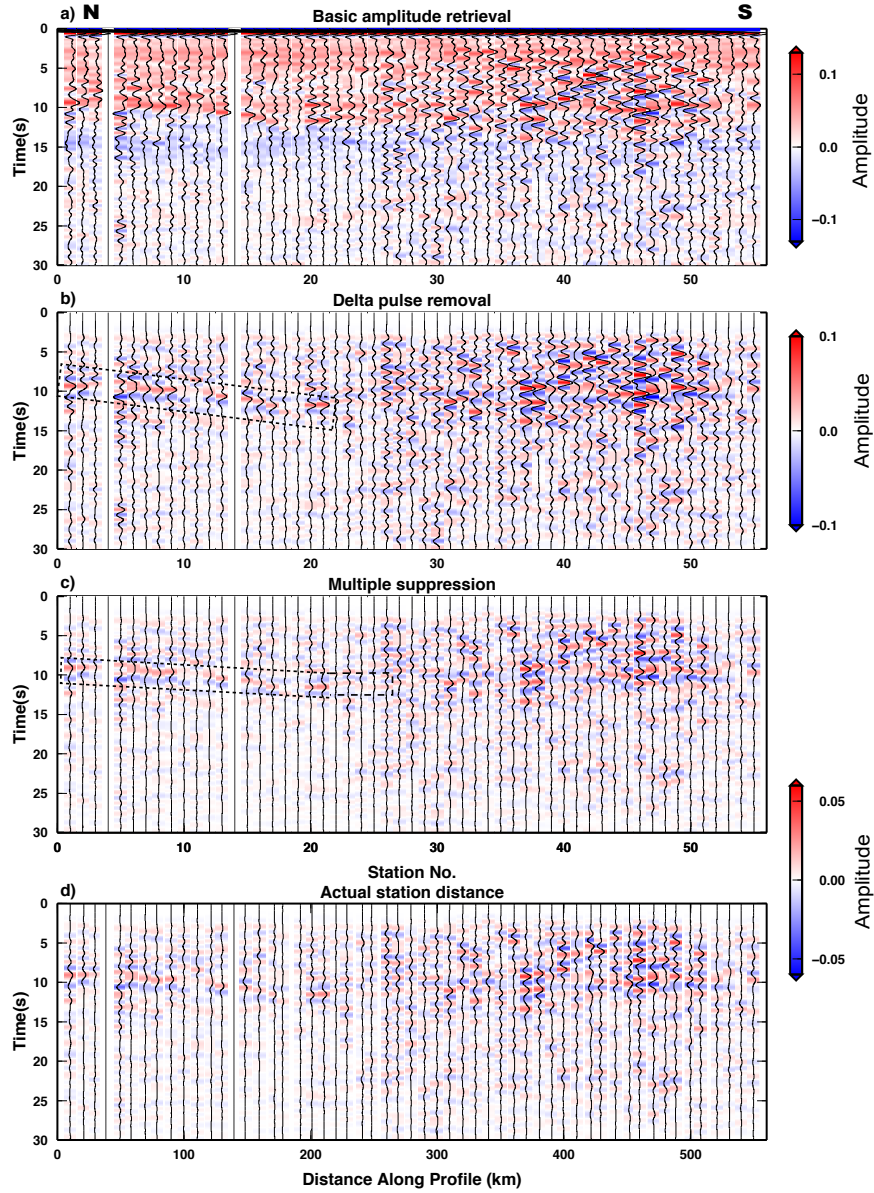 a) N Basic amplitude retrieval S
0
5
10
15
20
25
30
Time(s)
0 10 20 30 40 50
0.1
0.0
−0.1
Amplitude
b) Delta pulse removal
0
5
10
15
20
25
30
Time(s)
0 10 20 30 40 50
0.1
0.0
−0.1
Amplitude
c) Multiple suppression
0
5
10
15
20
25
30
Time(s)
0 10 20 30 40 50
Station No.
0.05
0.00
−0.05
Amplitude
d) Actual station distance
0
5
10
15
20
25
30
Time(s)
0 100 200 300 400 500
Distance Along Profile (km)